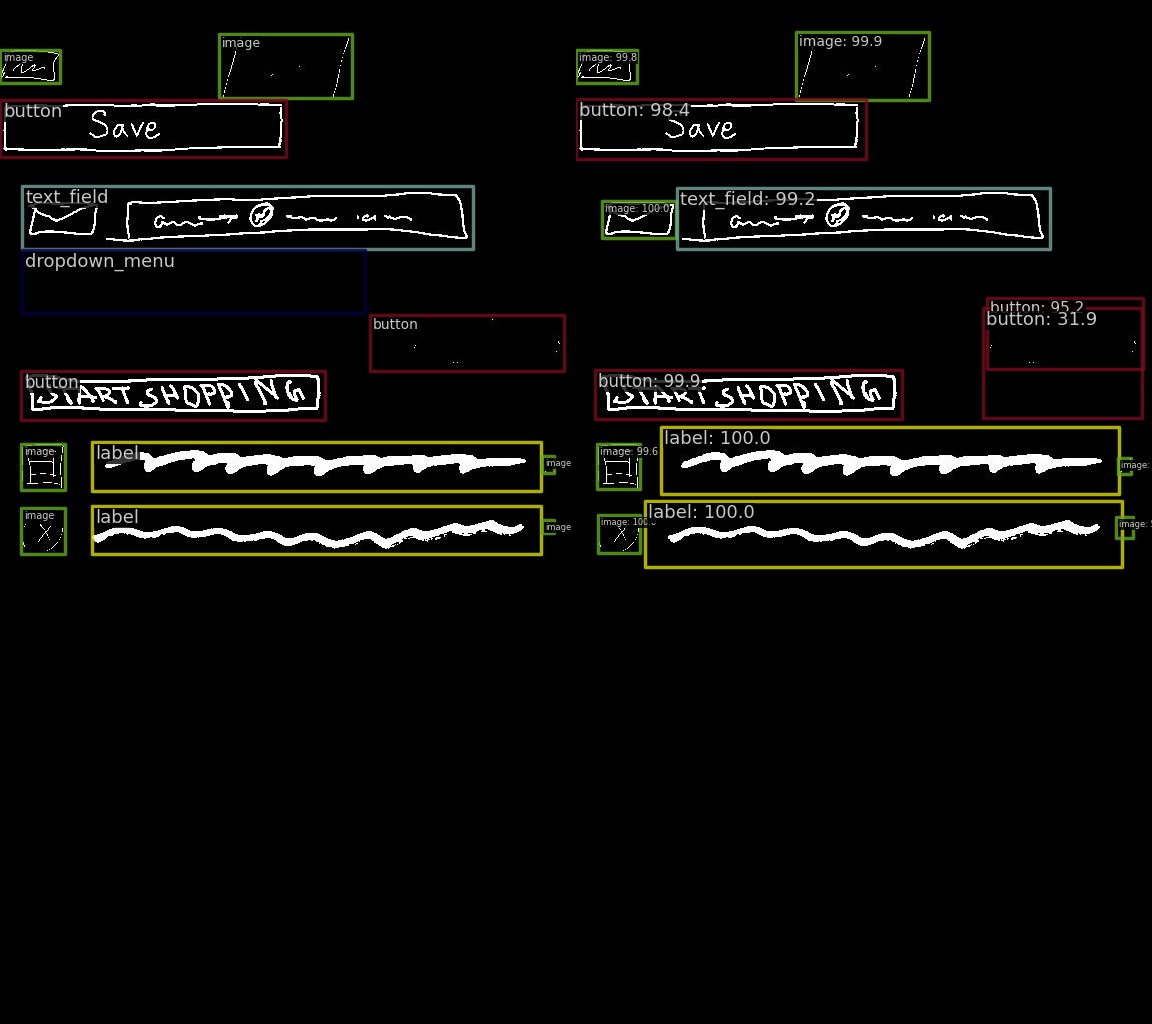 image image image: 99.8 image: 99.9
button button: 98.4
Save Save
text_field image: 100.0 text_field: 99.2
dropdown_menu
button button: 95.2
button: 31.9
button button: 99.9
START SHOPPING START SHOPPING
image label image image: 99.6 label: 100.0 image:
image label image image: 100.0 label: 100.0 image: